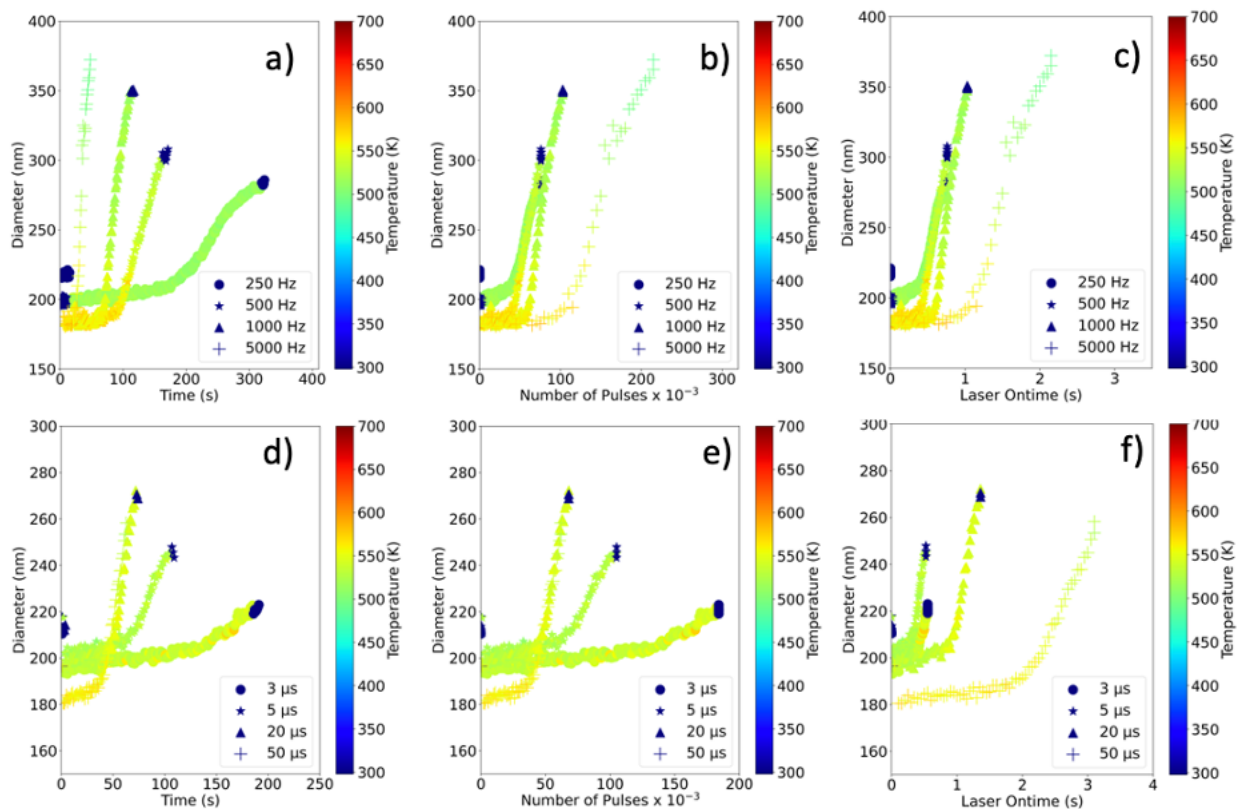 a)
400
350
300
250
200
150
Diameter (nm)
0 100 200 300 400
Time (s)
250 Hz
500 Hz
1000 Hz
5000 Hz
700
650
600
550
500
450
400
350
300
Temperature (K)
b)
400
350
300
250
200
150
Diameter (nm)
0 100 200 300
Number of Pulses x 10⁻³
250 Hz
500 Hz
1000 Hz
5000 Hz
700
650
600
550
500
450
400
350
300
Temperature (K)
c)
400
350
300
250
200
150
Diameter (nm)
0 1 2 3
Laser Ontime (s)
250 Hz
500 Hz
1000 Hz
5000 Hz
700
650
600
550
500
450
400
350
300
Temperature (K)
d)
300
280
260
240
220
200
180
160
Diameter (nm)
0 50 100 150 200 250
Time (s)
3 μs
5 μs
20 μs
50 μs
700
650
600
550
500
450
400
350
300
Temperature (K)
e)
300
280
260
240
220
200
180
160
Diameter (nm)
0 50 100 150 200
Number of Pulses x 10⁻³
3 μs
5 μs
20 μs
50 μs
700
650
600
550
500
450
400
350
300
Temperature (K)
f)
300
280
260
240
220
200
180
160
Diameter (nm)
0 1 2 3 4
Laser Ontime (s)
3 μs
5 μs
20 μs
50 μs
700
650
600
550
500
450
400
350
300
Temperature (K)